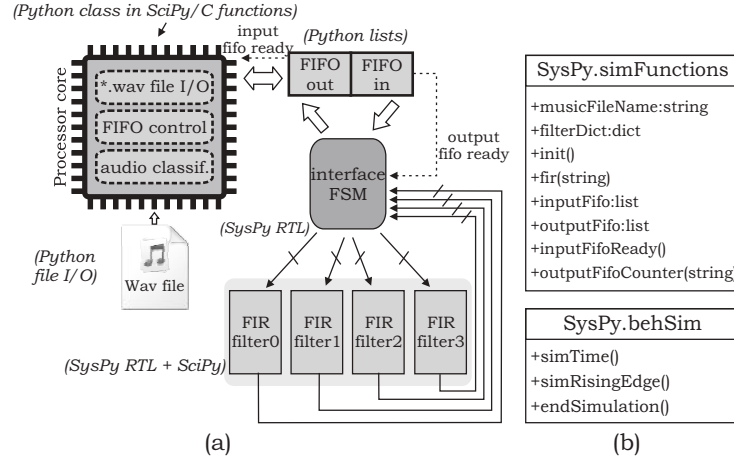 (Python class in SciPy/C functions)
input
fifo ready
(Python lists)
FIFO
out
FIFO
in
Processor core
*.wav file I/O
FIFO control
audio classif.
output
fifo ready
interface
FSM
(SysPy RTL)
(Python
file I/O)
Wav file
FIR
filter0
FIR
filter1
FIR
filter2
FIR
filter3
(SysPy RTL + SciPy)
(a)
SysPy.simFunctions
+musicFileName:string
+filterDict:dict
+init()
+fir(string)
+inputFifo:list
+outputFifo:list
+inputFifoReady()
+outputFifoCounter(string)
SysPy.behSim
+simTime()
+simRisingEdge()
+endSimulation()
(b)